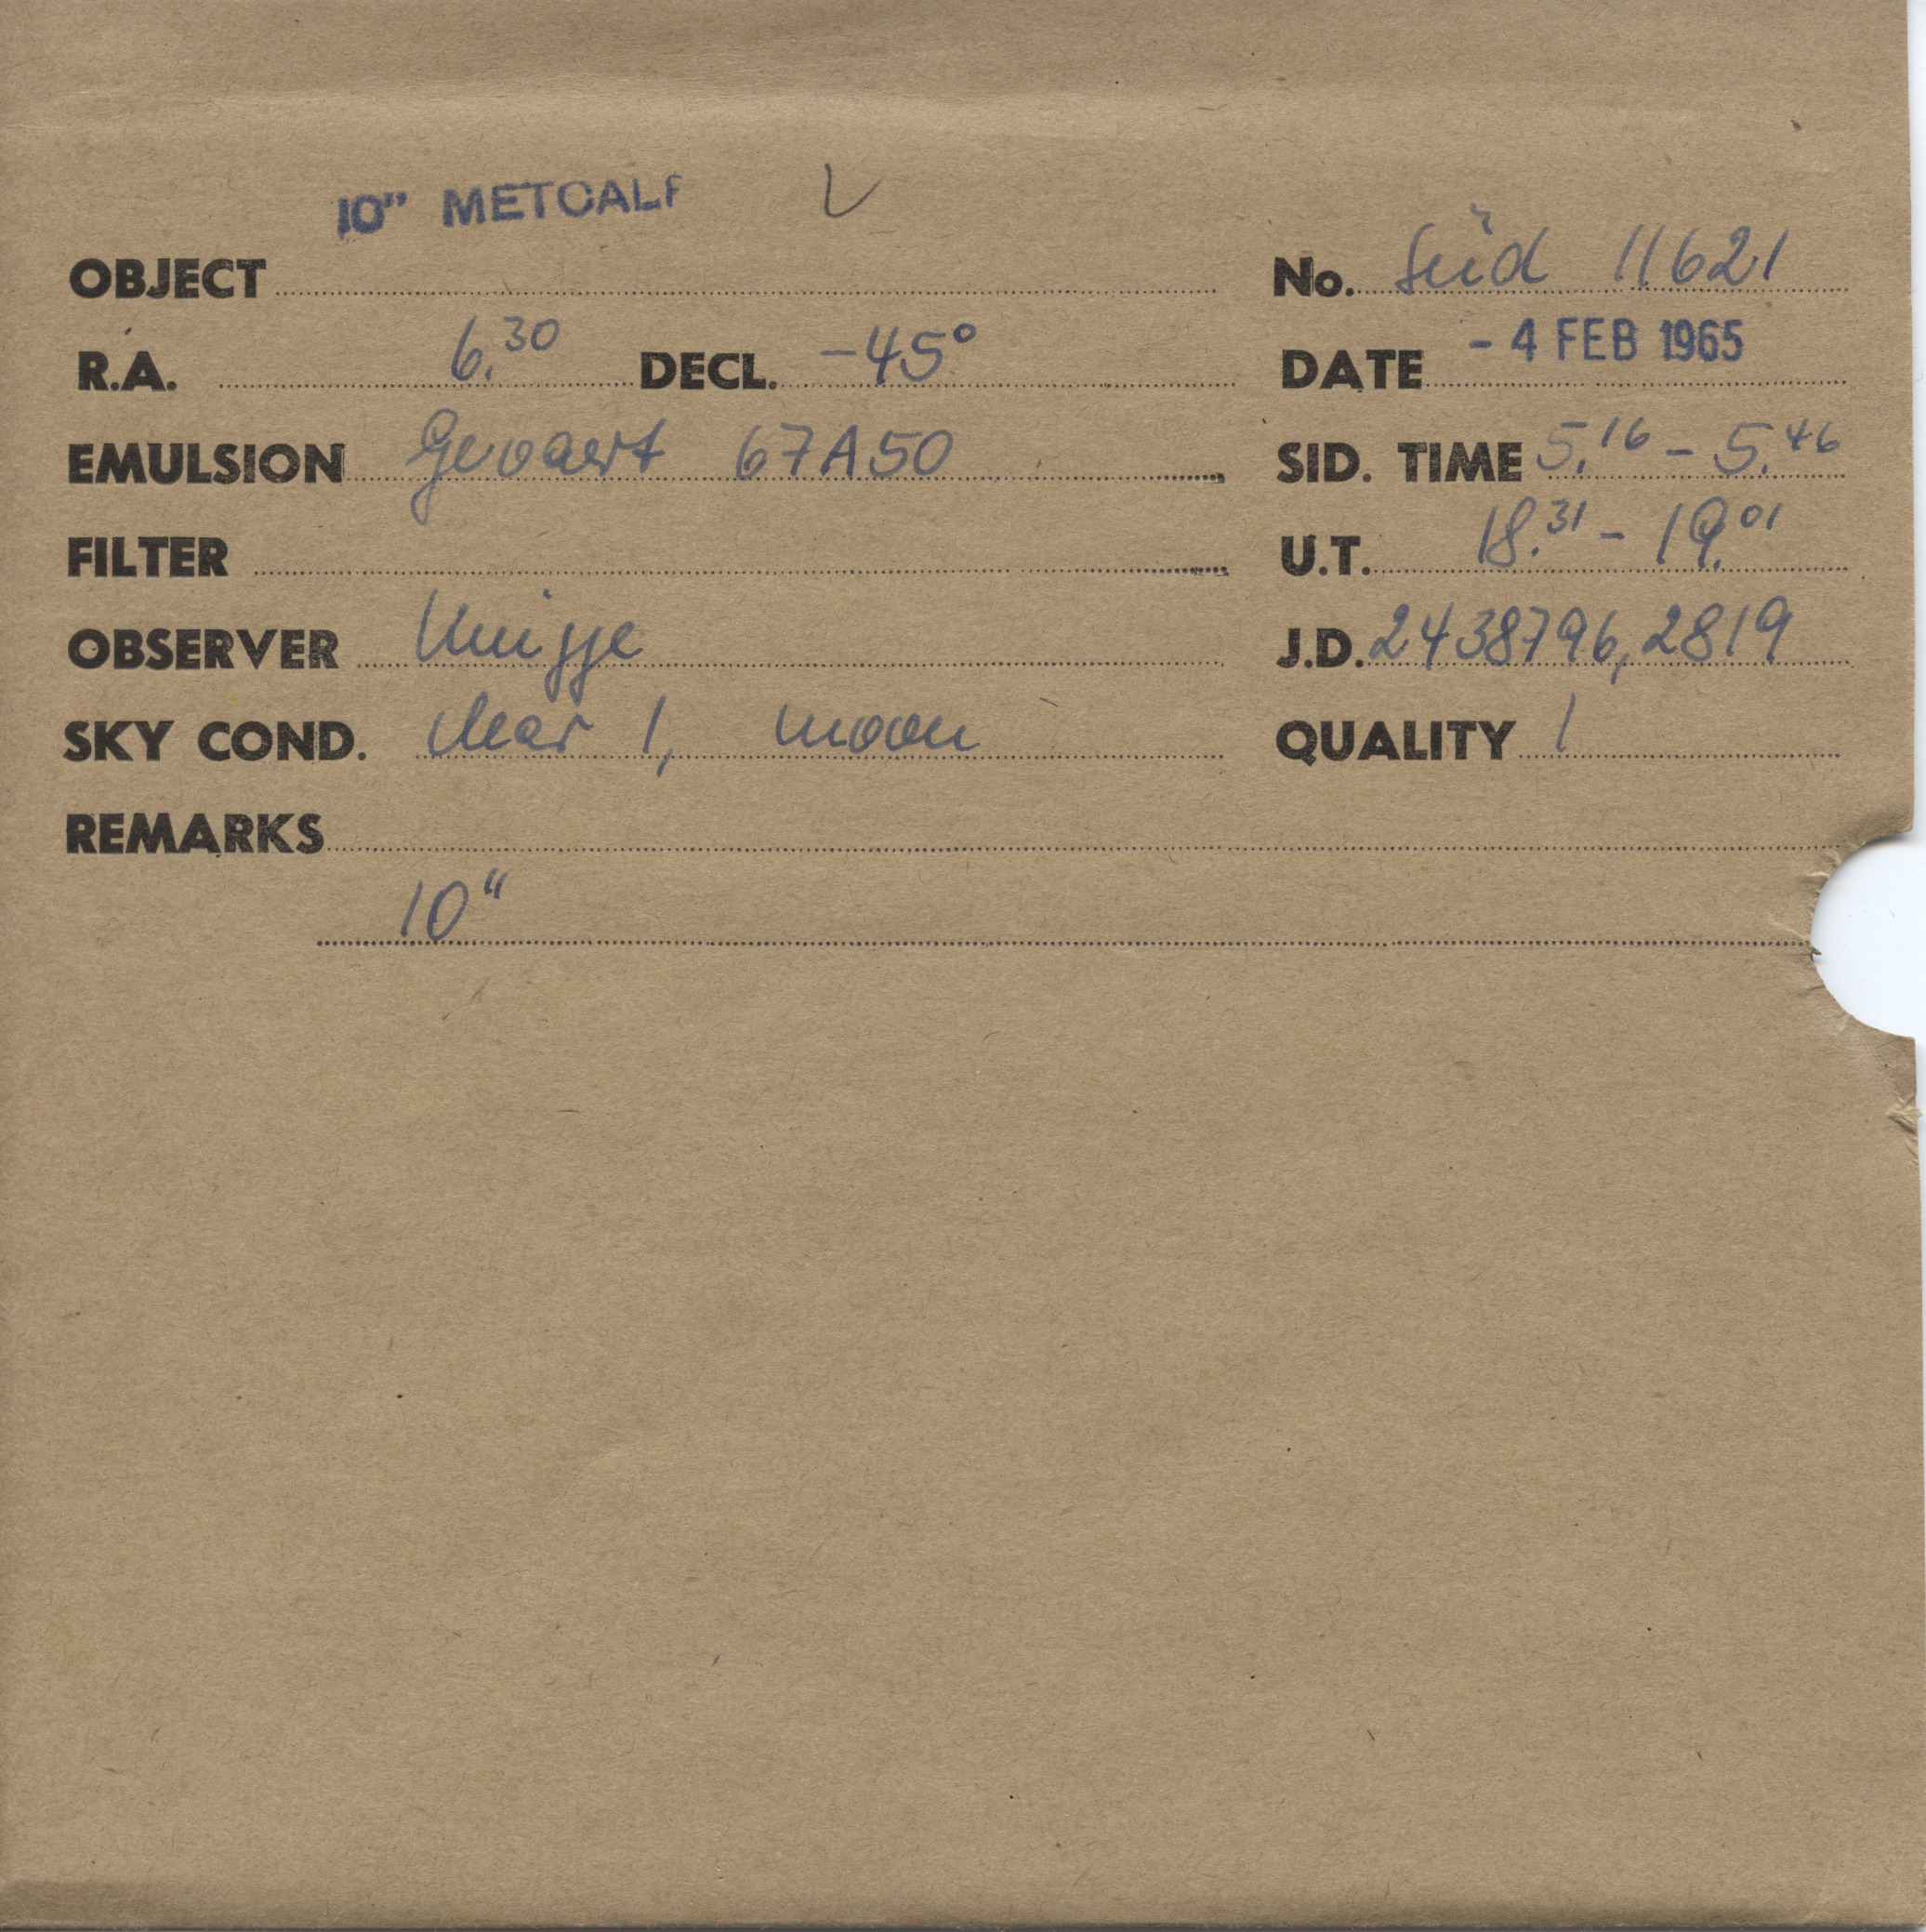 10" METCALF
OBJECT No. Süd 11621
R.A. 6.30 DECL. -45° DATE - 4 FEB 1965
EMULSION Gevaert 67A50 SID. TIME 5.16 - 5.46
FILTER U.T. 18.31 - 19.01
OBSERVER J.D. 2438796,2819
SKY COND. clear 1, moon QUALITY 1
REMARKS
10"